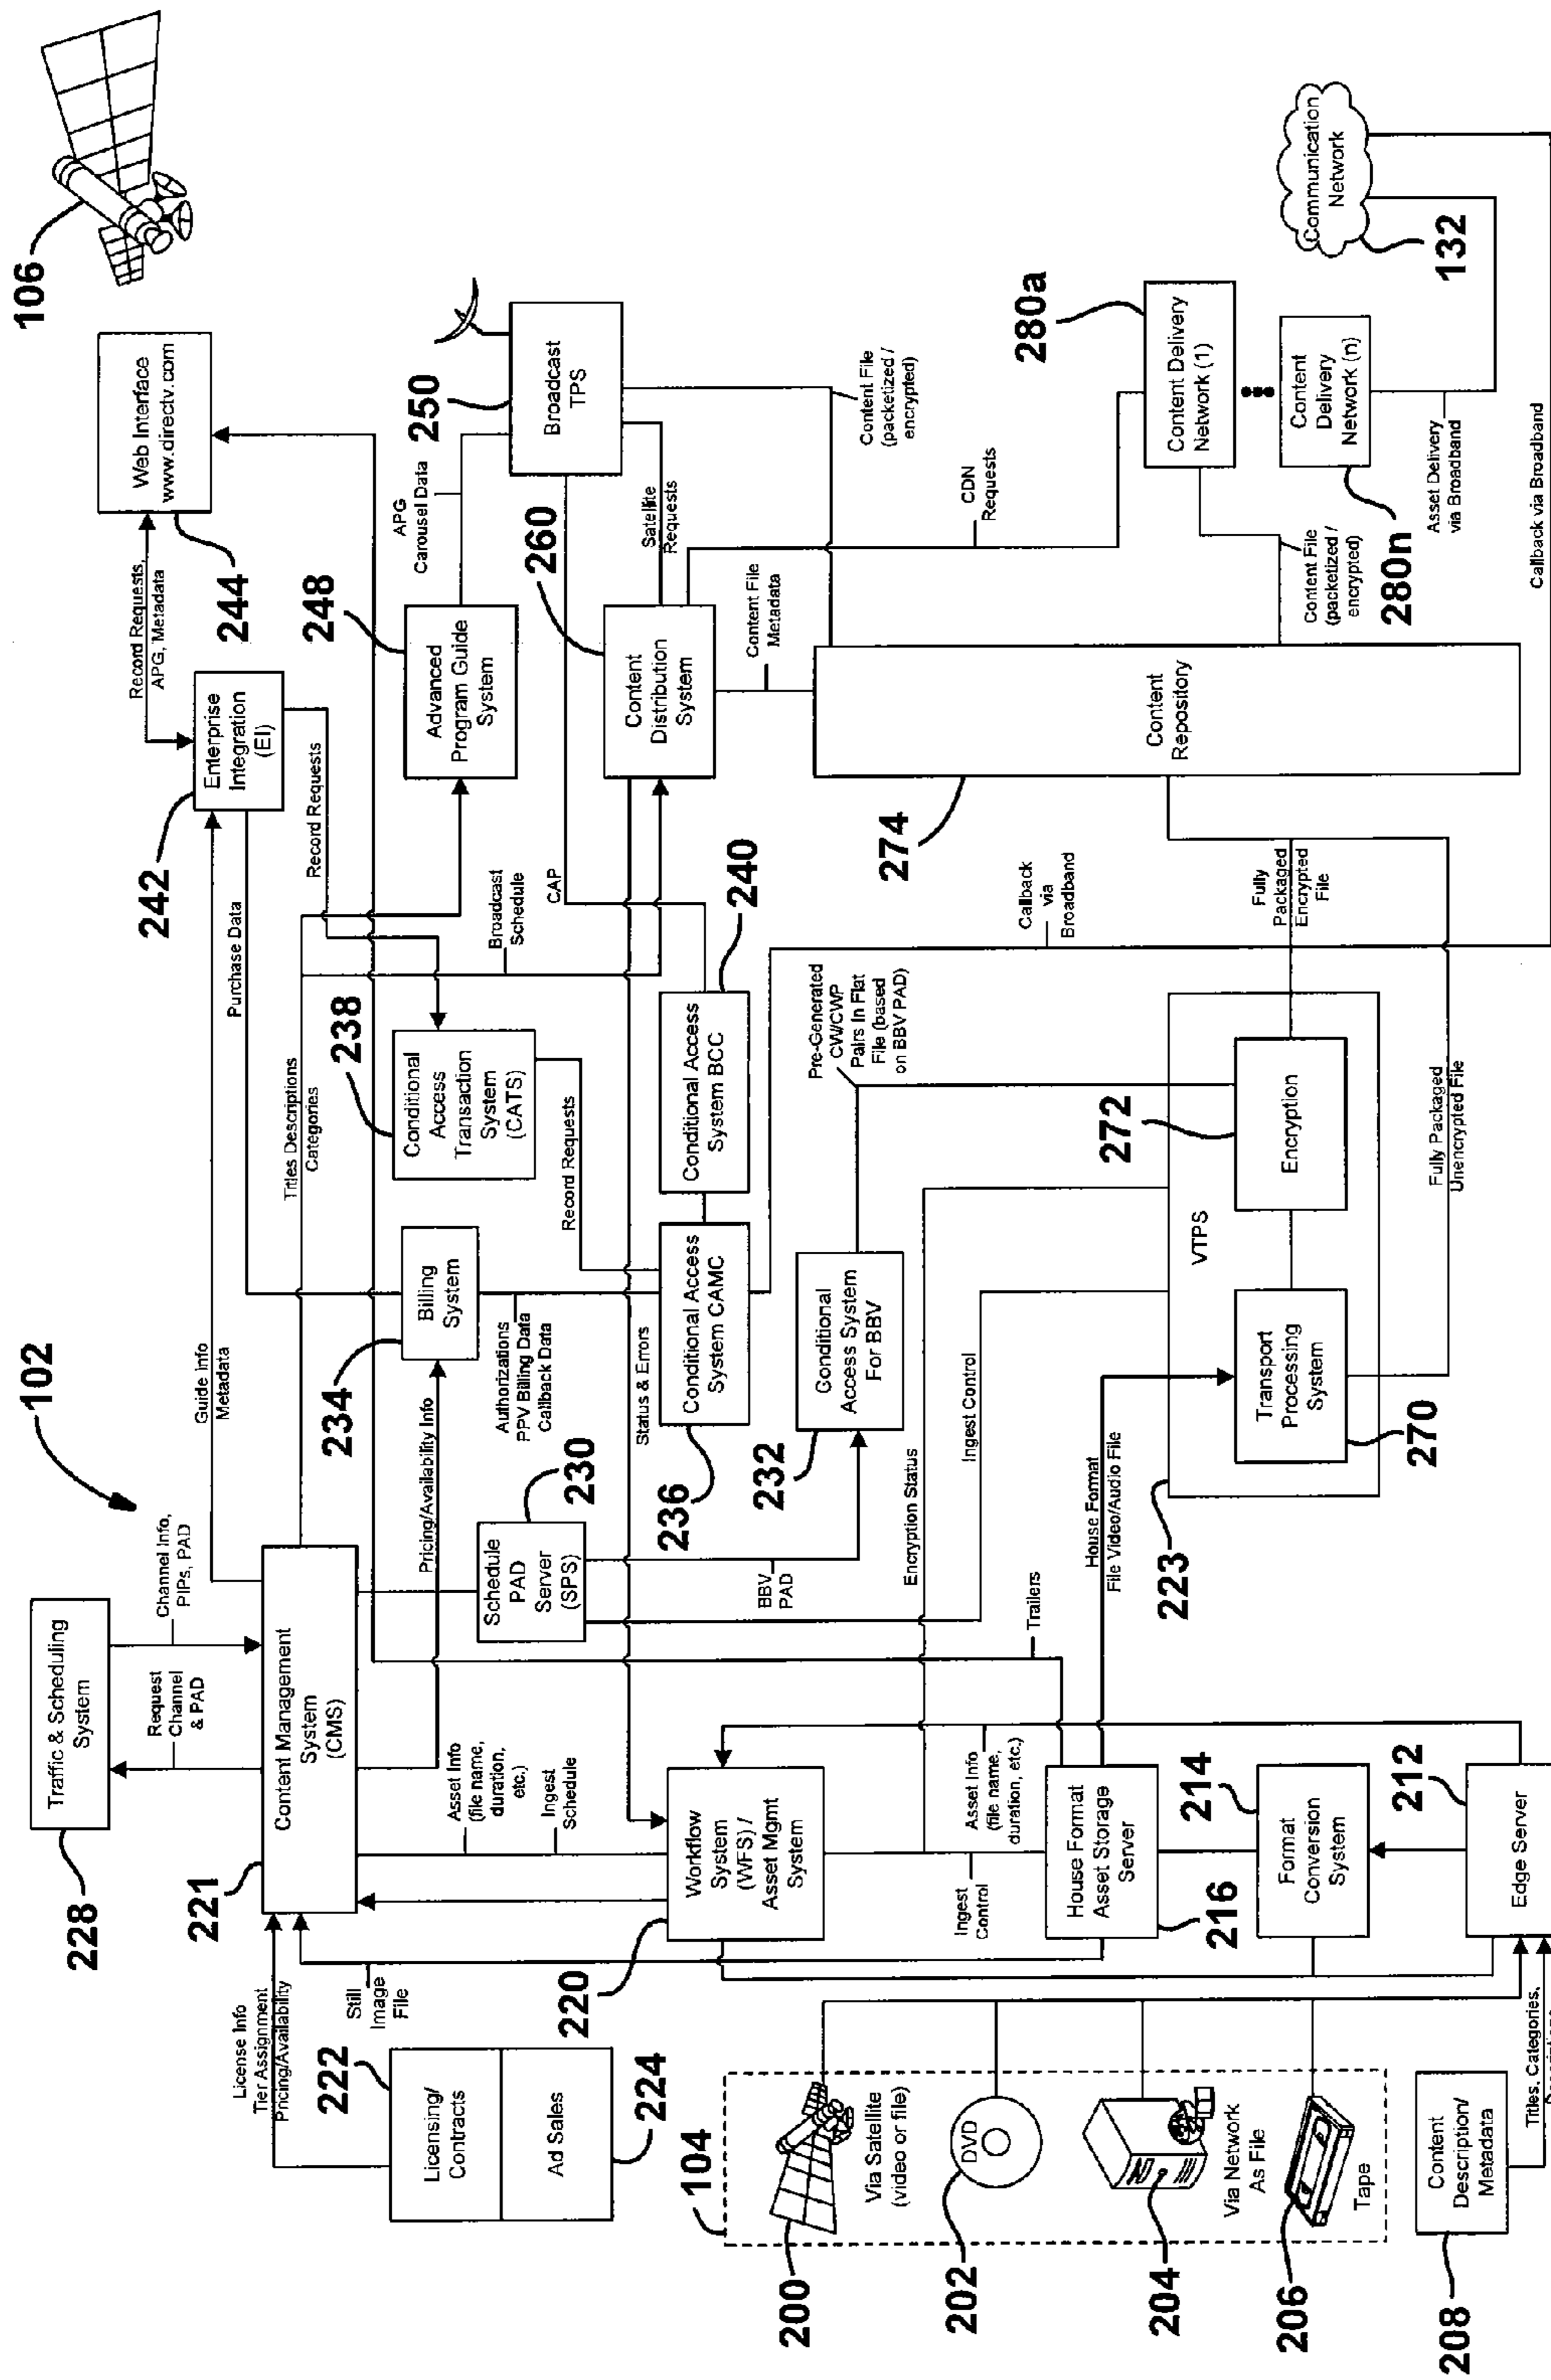 102
106
228
Traffic & Scheduling
System
Request
Channel
& PAD
Channel Info,
PIPs, PAD
License Info
Tier Assignment
Pricing/Availability
221
Content Management
System
(CMS)
Guide Info
Metadata
242
Enterprise
Integration
(EI)
Record Requests,
APG, Metadata
244
Web Interface
www.directv.com
Purchase Data
Record Requests
Titles Descriptions
Categories
248
Advanced
Program Guide
System
APG
Carousel Data
222
Licensing/
Contracts
Ad Sales
224
Still
Image
File
Asset Info
(file name,
duration,
etc.)
Ingest
Schedule
Pricing/Availability Info
234
Billing
System
238
Conditional
Access
Transaction
System
(CATS)
Broadcast
Schedule
CAP
250
Broadcast
TPS
230
Schedule
PAD
Server
(SPS)
Authorizations
PPV Billing Data
Callback Data
Record Requests
260
Content
Distribution
System
Satellite
Requests
220
Workflow
System
(WFS) /
Asset Mgmt
System
Status & Errors
236
Conditional Access
System CAMC
Conditional Access
System BCC
240
Content File
Metadata
Content File
(packetized /
encrypted)
BBV
PAD
232
Gonditional
Access System
For BBV
Pre-Generated
CW/CWP
Pairs In Flat
File (based
on BBV PAD)
274
Content
Repository
CDN
Requests
104
200
Via Satellite
(video or file)
202
DVD
204
Via Network
As File
206
Tape
Encryption Status
Ingest Control
Ingest
Control
Asset Info
(file name,
duration, etc.)
Trailers
House Format
Asset Storage
Server
216
House Format
File Video/Audio File
223
VTPS
Transport
Processing
System
270
272
Encryption
Callback
via
Broadband
Fully
Packaged
Encrypted
File
Fully Packaged
Unencrypted File
280a
Content Delivery
Network (1)
Content
Delivery
Network (n)
280n
Content File
(packetized /
encrypted)
Communication
Network
132
Asset Delivery
via Broadband
Callback via Broadband
214
Format
Conversion
System
212
Edge Server
208
Content
Description/
Metadata
Titles, Categories,